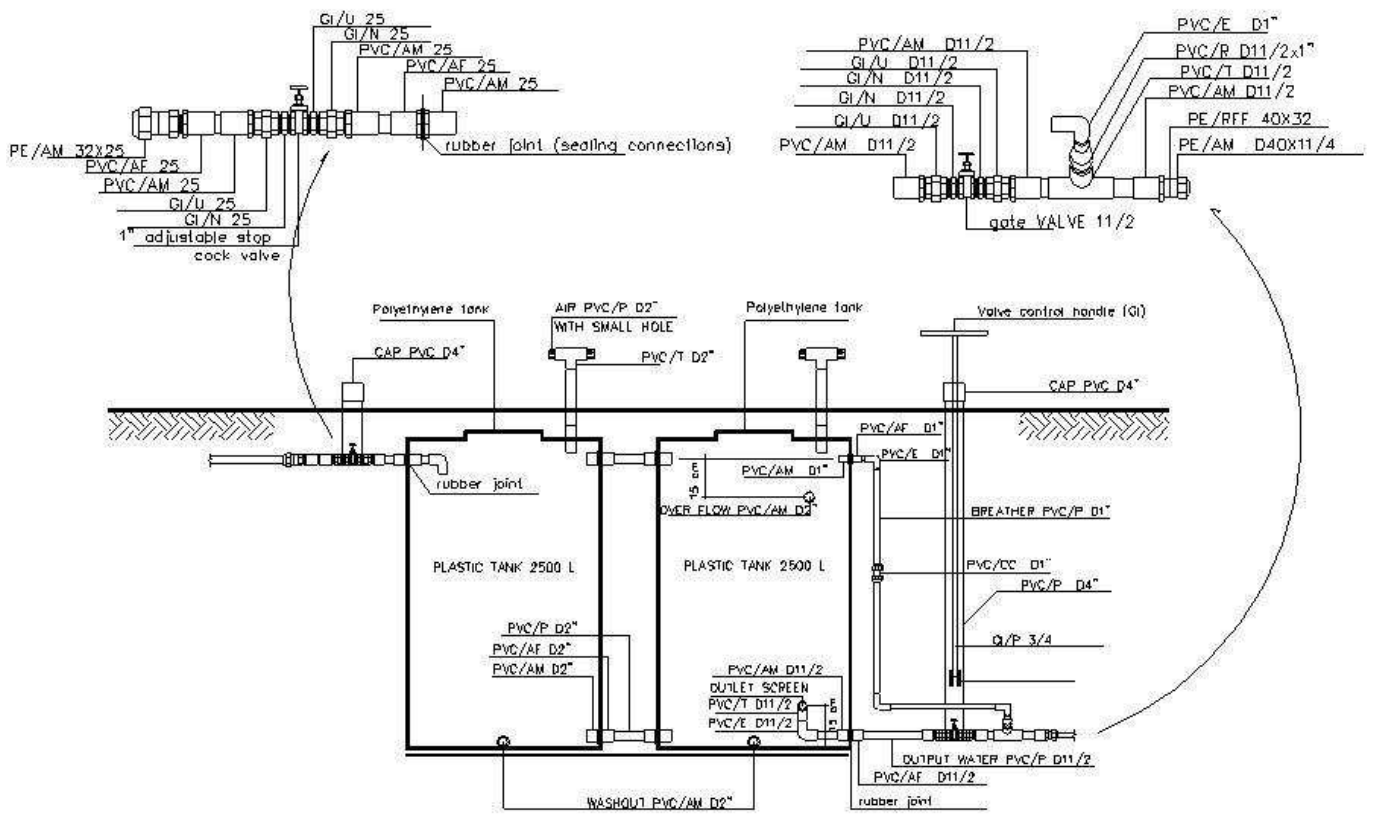 GI/U 25
GI/N 25
PVC/AM 25
PVC/AF 25
PVC/AM 25
rubber joint (sealing connections)
PE/AM 32X25
PVC/AF 25
PVC/AM 25
GI/U 25
GI/N 25
1" adjustable stop
cock valve
PVC/E D1"
PVC/R D11/2x1"
PVC/T D11/2
PVC/AM D11/2
PE/RFF 40X32
PE/AM D40X11/4
PVC/AM D11/2
GI/U D11/2
GI/N D11/2
GI/N D11/2
GI/U D11/2
PVC/AM D11/2
gate VALVE 11/2
Polyethylene tank
AIR PVC/P D2"
WITH SMALL HOLE
PVC/T D2"
Polyethylene tank
Valve control handle (GI)
CAP PVC D4"
CAP PVC D4"
rubber joint
PVC/AF D1"
PVC/E D1"
PVC/AM D1"
15 cm
OVER FLOW PVC/AM D2"
BREATHER PVC/P D1"
PLASTIC TANK 2500 L
PLASTIC TANK 2500 L
PVC/CC D1"
PVC/P D4"
GI/P 3/4
PVC/P D2"
PVC/AF D2"
PVC/AM D2"
PVC/AM D11/2
OUTLET SCREEN
PVC/T D11/2
PVC/E D11/2
15 cm
OUTPUT WATER PVC/P D11/2
PVC/AF D11/2
WASHOUT PVC/AM D2"
rubber joint